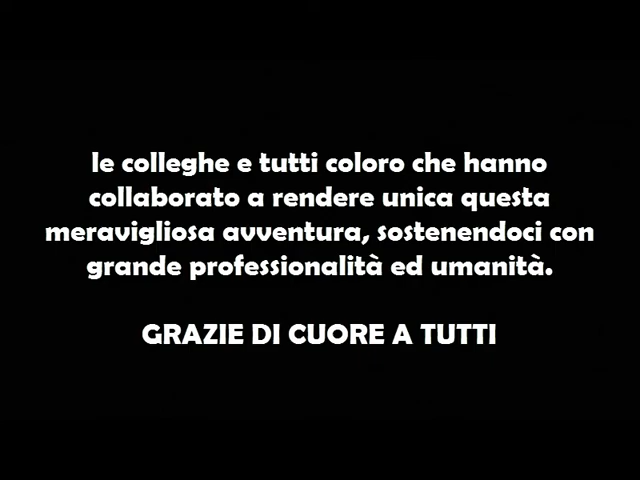 le colleghe e tutti coloro che hanno
collaborato a rendere unica questa
meravigliosa avventura, sostenendoci con
grande professionalità ed umanità.
GRAZIE DI CUORE A TUTTI